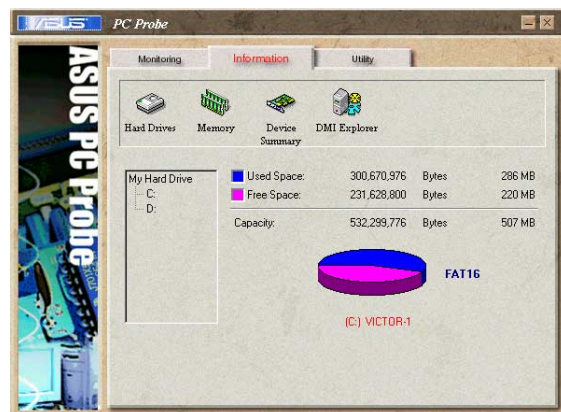 ASUS PC Probe
Monitoring Information Utility
Hard Drives Memory Device Summary DMI Explorer
ASUS PC Probe
My Hard Drive
C:
D:
Used Space: 300,670,976 Bytes 286 MB
Free Space: 231,628,800 Bytes 220 MB
Capacity: 532,299,776 Bytes 507 MB
FAT16
(C:) VICTOR-1